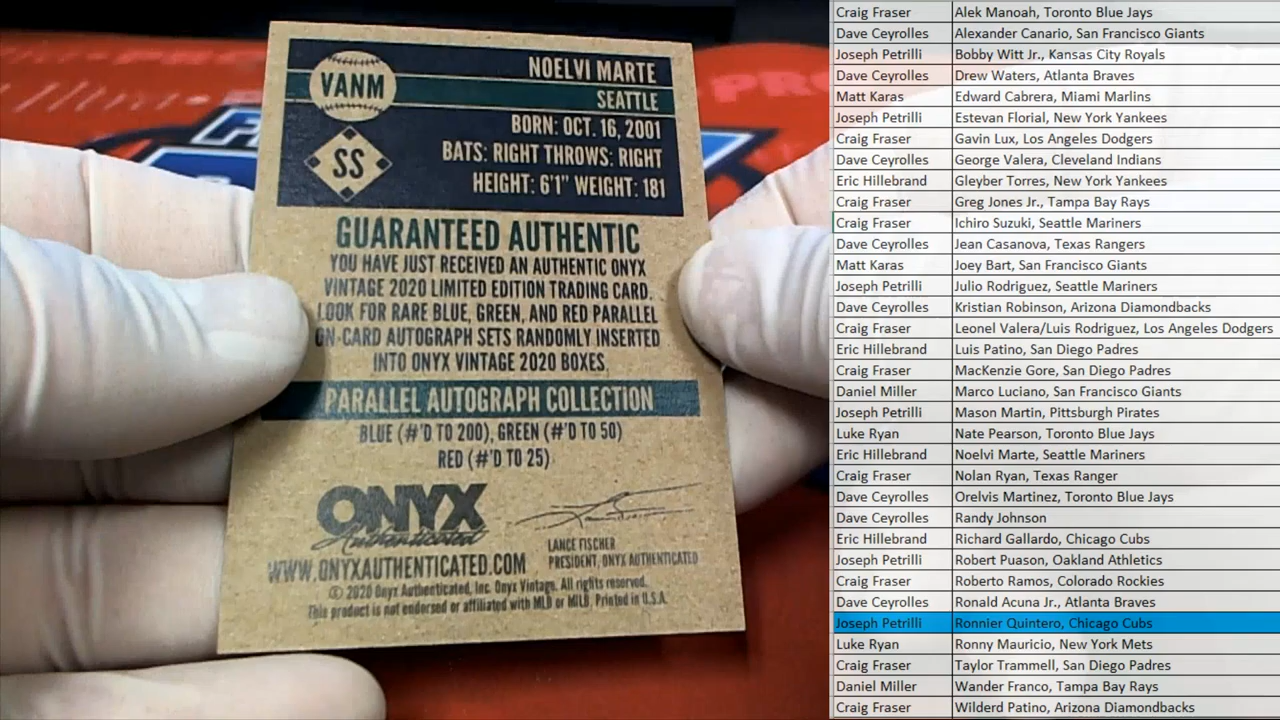 VANM
NOELVI MARTE
SEATTLE
SS
BORN: OCT. 16, 2001
BATS: RIGHT THROWS: RIGHT
HEIGHT: 6'1" WEIGHT: 181
GUARANTEED AUTHENTIC
YOU HAVE JUST RECEIVED AN AUTHENTIC ONYX
VINTAGE 2020 LIMITED EDITION TRADING CARD.
LOOK FOR RARE BLUE, GREEN, AND RED PARALLEL
ON-CARD AUTOGRAPH SETS RANDOMLY INSERTED
INTO ONYX VINTAGE 2020 BOXES.
PARALLEL AUTOGRAPH COLLECTION
BLUE (#'D TO 200), GREEN (#'D TO 50)
RED (#'D TO 25)
ONYX
Authenticated
LANCE FISCHER
PRESIDENT, ONYX AUTHENTICATED
WWW.ONYXAUTHENTICATED.COM
© 2020 Onyx Authenticated, Inc. Onyx Vintage. All rights reserved.
This product is not endorsed or affiliated with MLB or MiLB. Printed in U.S.A.
PRO
Craig Fraser Alek Manoah, Toronto Blue Jays
Dave Ceyrolles Alexander Canario, San Francisco Giants
Joseph Petrilli Bobby Witt Jr., Kansas City Royals
Dave Ceyrolles Drew Waters, Atlanta Braves
Matt Karas Edward Cabrera, Miami Marlins
Joseph Petrilli Estevan Florial, New York Yankees
Craig Fraser Gavin Lux, Los Angeles Dodgers
Dave Ceyrolles George Valera, Cleveland Indians
Eric Hillebrand Gleyber Torres, New York Yankees
Craig Fraser Greg Jones Jr., Tampa Bay Rays
Craig Fraser Ichiro Suzuki, Seattle Mariners
Dave Ceyrolles Jean Casanova, Texas Rangers
Matt Karas Joey Bart, San Francisco Giants
Joseph Petrilli Julio Rodriguez, Seattle Mariners
Dave Ceyrolles Kristian Robinson, Arizona Diamondbacks
Craig Fraser Leonel Valera/Luis Rodriguez, Los Angeles Dodgers
Eric Hillebrand Luis Patino, San Diego Padres
Craig Fraser MacKenzie Gore, San Diego Padres
Daniel Miller Marco Luciano, San Francisco Giants
Joseph Petrilli Mason Martin, Pittsburgh Pirates
Luke Ryan Nate Pearson, Toronto Blue Jays
Eric Hillebrand Noelvi Marte, Seattle Mariners
Craig Fraser Nolan Ryan, Texas Ranger
Dave Ceyrolles Orelvis Martinez, Toronto Blue Jays
Dave Ceyrolles Randy Johnson
Eric Hillebrand Richard Gallardo, Chicago Cubs
Joseph Petrilli Robert Puason, Oakland Athletics
Craig Fraser Roberto Ramos, Colorado Rockies
Dave Ceyrolles Ronald Acuna Jr., Atlanta Braves
Joseph Petrilli Ronnier Quintero, Chicago Cubs
Luke Ryan Ronny Mauricio, New York Mets
Craig Fraser Taylor Trammell, San Diego Padres
Daniel Miller Wander Franco, Tampa Bay Rays
Craig Fraser Wilderd Patino, Arizona Diamondbacks